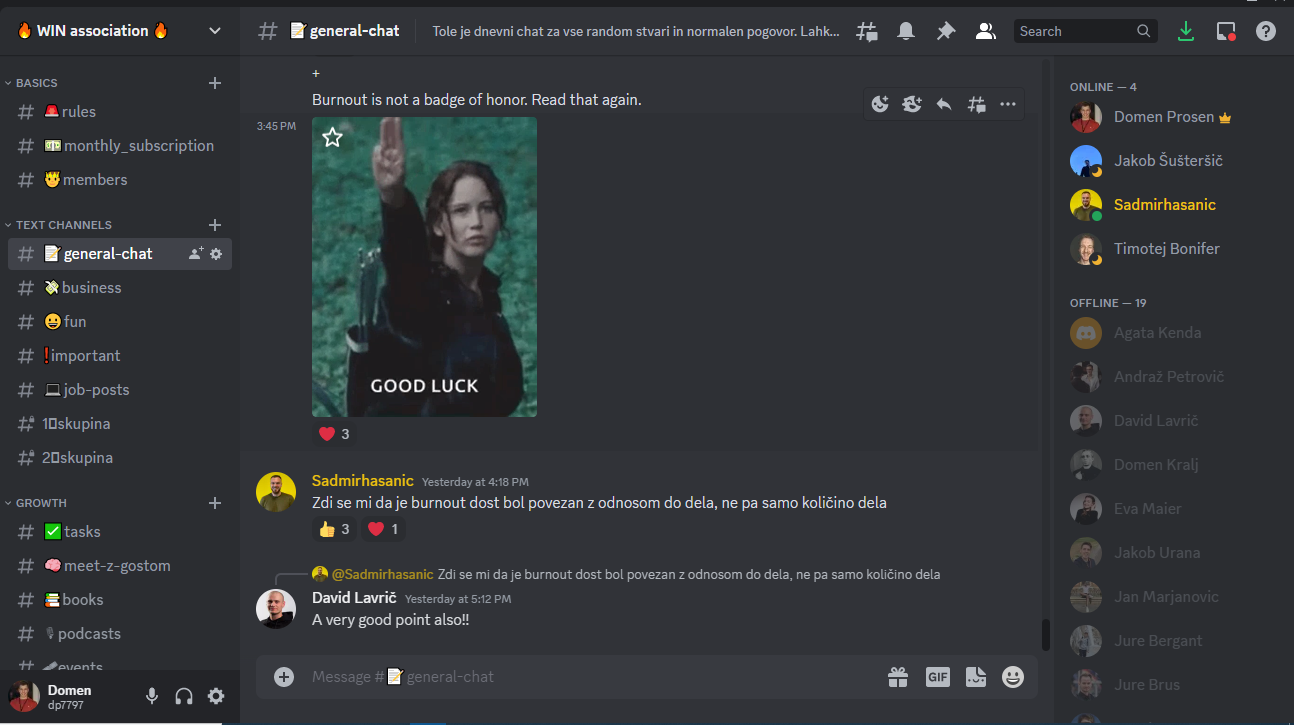 WIN association
general-chat
Tole je dnevni chat za vse random stvari in normalen pogovor. Lahk...
Search
BASICS
rules
monthly_subscription
members
TEXT CHANNELS
general-chat
business
fun
important
job-posts
1▯skupina
2▯skupina
GROWTH
tasks
meet-z-gostom
books
podcasts
events
Domen
dp7797
+
Burnout is not a badge of honor. Read that again.
3:45 PM
GOOD LUCK
3
Sadmirhasanic Yesterday at 4:18 PM
Zdi se mi da je burnout dost bol povezan z odnosom do dela, ne pa samo količino dela
3 1
@Sadmirhasanic Zdi se mi da je burnout dost bol povezan z odnosom do dela, ne pa samo količino dela
David Lavrič Yesterday at 5:12 PM
A very good point also!!
Message # general-chat
GIF
ONLINE — 4
Domen Prosen
Jakob Šušteršič
Sadmirhasanic
Timotej Bonifer
OFFLINE — 19
Agata Kenda
Andraž Petrovič
David Lavrič
Domen Kralj
Eva Maier
Jakob Urana
Jan Marjanovic
Jure Bergant
Jure Brus